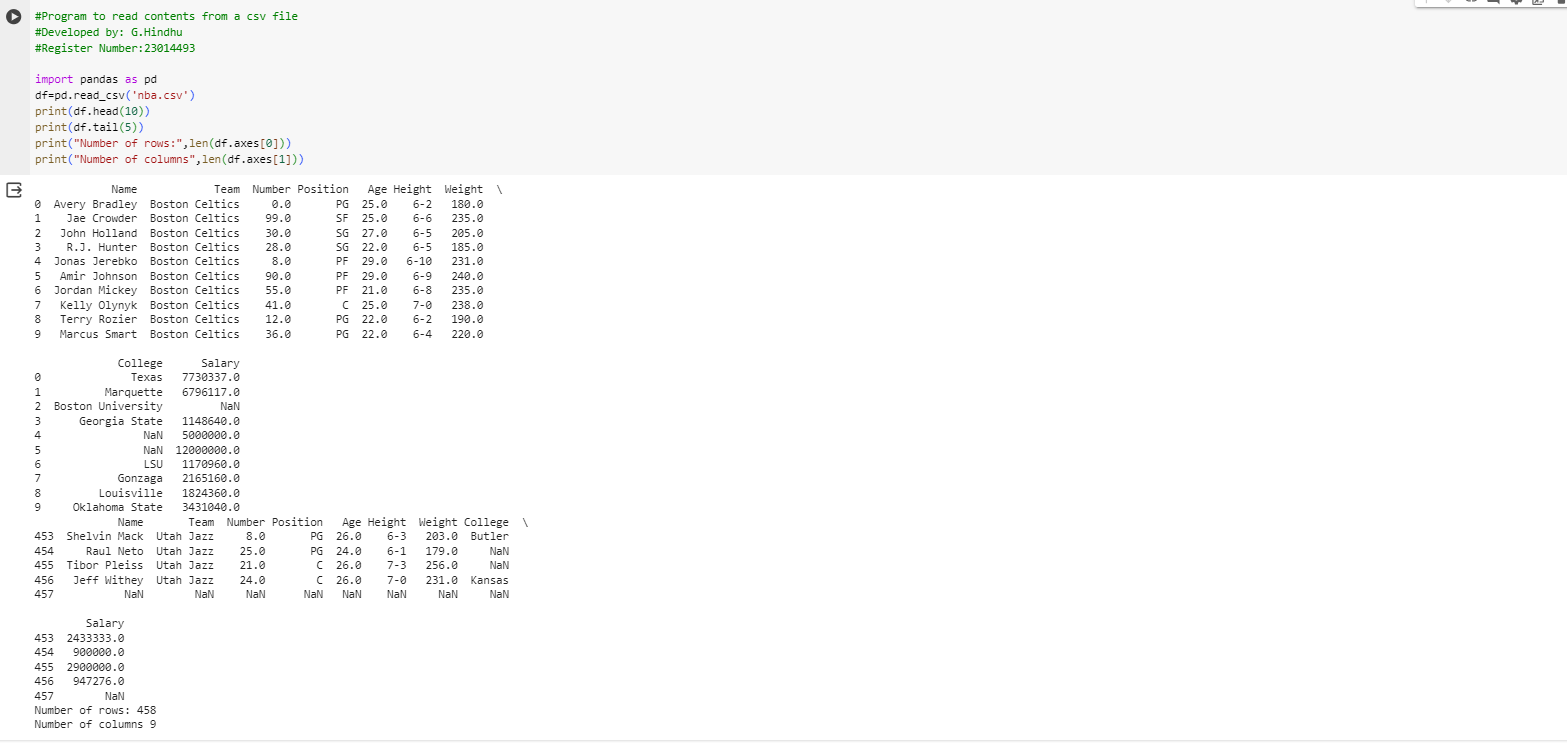 #Program to read contents from a csv file
#Developed by: G.Hindhu
#Register Number:23014493
import pandas as pd
df=pd.read_csv('nba.csv')
print(df.head(10))
print(df.tail(5))
print("Number of rows:",len(df.axes[0]))
print("Number of columns",len(df.axes[1]))
Name Team Number Position Age Height Weight \
0 Avery Bradley Boston Celtics 0.0 PG 25.0 6-2 180.0
1 Jae Crowder Boston Celtics 99.0 SF 25.0 6-6 235.0
2 John Holland Boston Celtics 30.0 SG 27.0 6-5 205.0
3 R.J. Hunter Boston Celtics 28.0 SG 22.0 6-5 185.0
4 Jonas Jerebko Boston Celtics 8.0 PF 29.0 6-10 231.0
5 Amir Johnson Boston Celtics 90.0 PF 29.0 6-9 240.0
6 Jordan Mickey Boston Celtics 55.0 PF 21.0 6-8 235.0
7 Kelly Olynyk Boston Celtics 41.0 C 25.0 7-0 238.0
8 Terry Rozier Boston Celtics 12.0 PG 22.0 6-2 190.0
9 Marcus Smart Boston Celtics 36.0 PG 22.0 6-4 220.0
College Salary
0 Texas 7730337.0
1 Marquette 6796117.0
2 Boston University NaN
3 Georgia State 1148640.0
4 NaN 5000000.0
5 NaN 12000000.0
6 LSU 1170960.0
7 Gonzaga 2165160.0
8 Louisville 1824360.0
9 Oklahoma State 3431040.0
Name Team Number Position Age Height Weight College \
453 Shelvin Mack Utah Jazz 8.0 PG 26.0 6-3 203.0 Butler
454 Raul Neto Utah Jazz 25.0 PG 24.0 6-1 179.0 NaN
455 Tibor Pleiss Utah Jazz 21.0 C 26.0 7-3 256.0 NaN
456 Jeff Withey Utah Jazz 24.0 C 26.0 7-0 231.0 Kansas
457 NaN NaN NaN NaN NaN NaN NaN NaN
Salary
453 2433333.0
454 900000.0
455 2900000.0
456 947276.0
457 NaN
Number of rows: 458
Number of columns 9